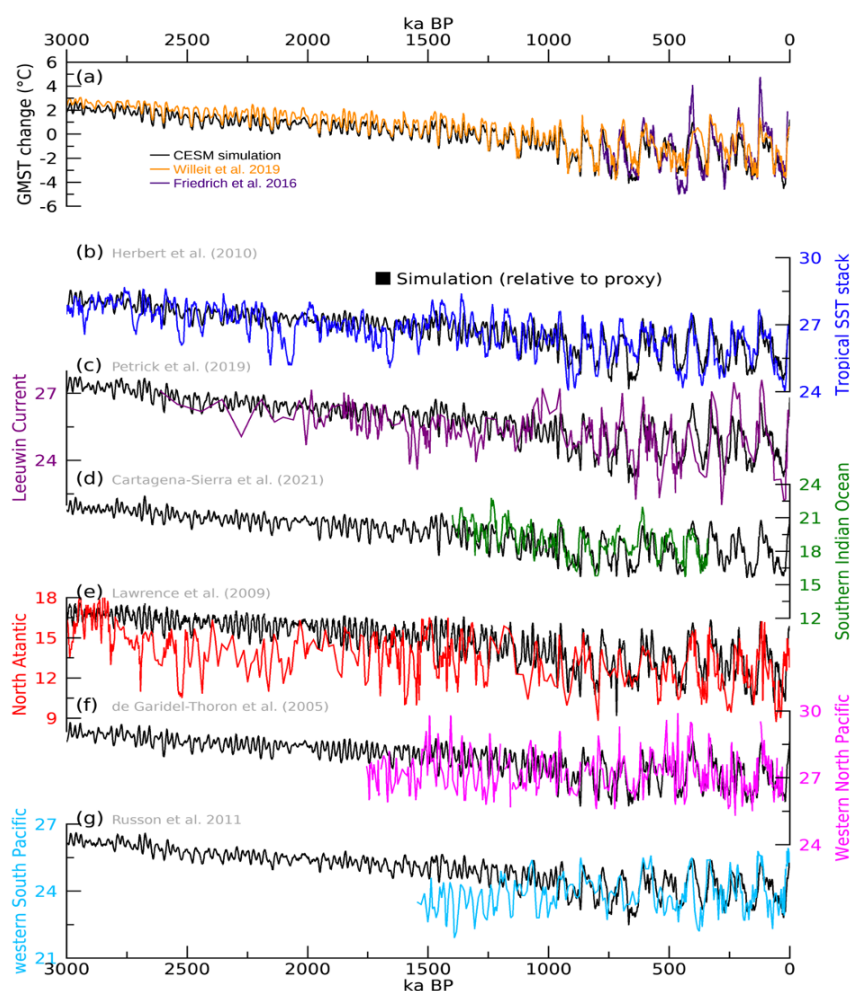 ka BP
3000 2500 2000 1500 1000 500 0
6
4
2
0
-2
-4
-6
GMST change (°C)
(a)
CESM simulation
Willeit et al. 2019
Friedrich et al. 2016
(b) Herbert et al. (2010)
Simulation (relative to proxy)
30
27
24
Tropical SST stack
(c) Petrick et al. (2019)
27
24
Leeuwin Current
(d) Cartagena-Sierra et al. (2021)
24
21
18
15
12
Southern Indian Ocean
(e) Lawrence et al. (2009)
18
15
12
9
North Atantic
(f) de Garidel-Thoron et al. (2005)
30
27
24
Western North Pacific
(g) Russon et al. 2011
27
24
21
western South Pacific
3000 2500 2000 1500 1000 500 0
ka BP